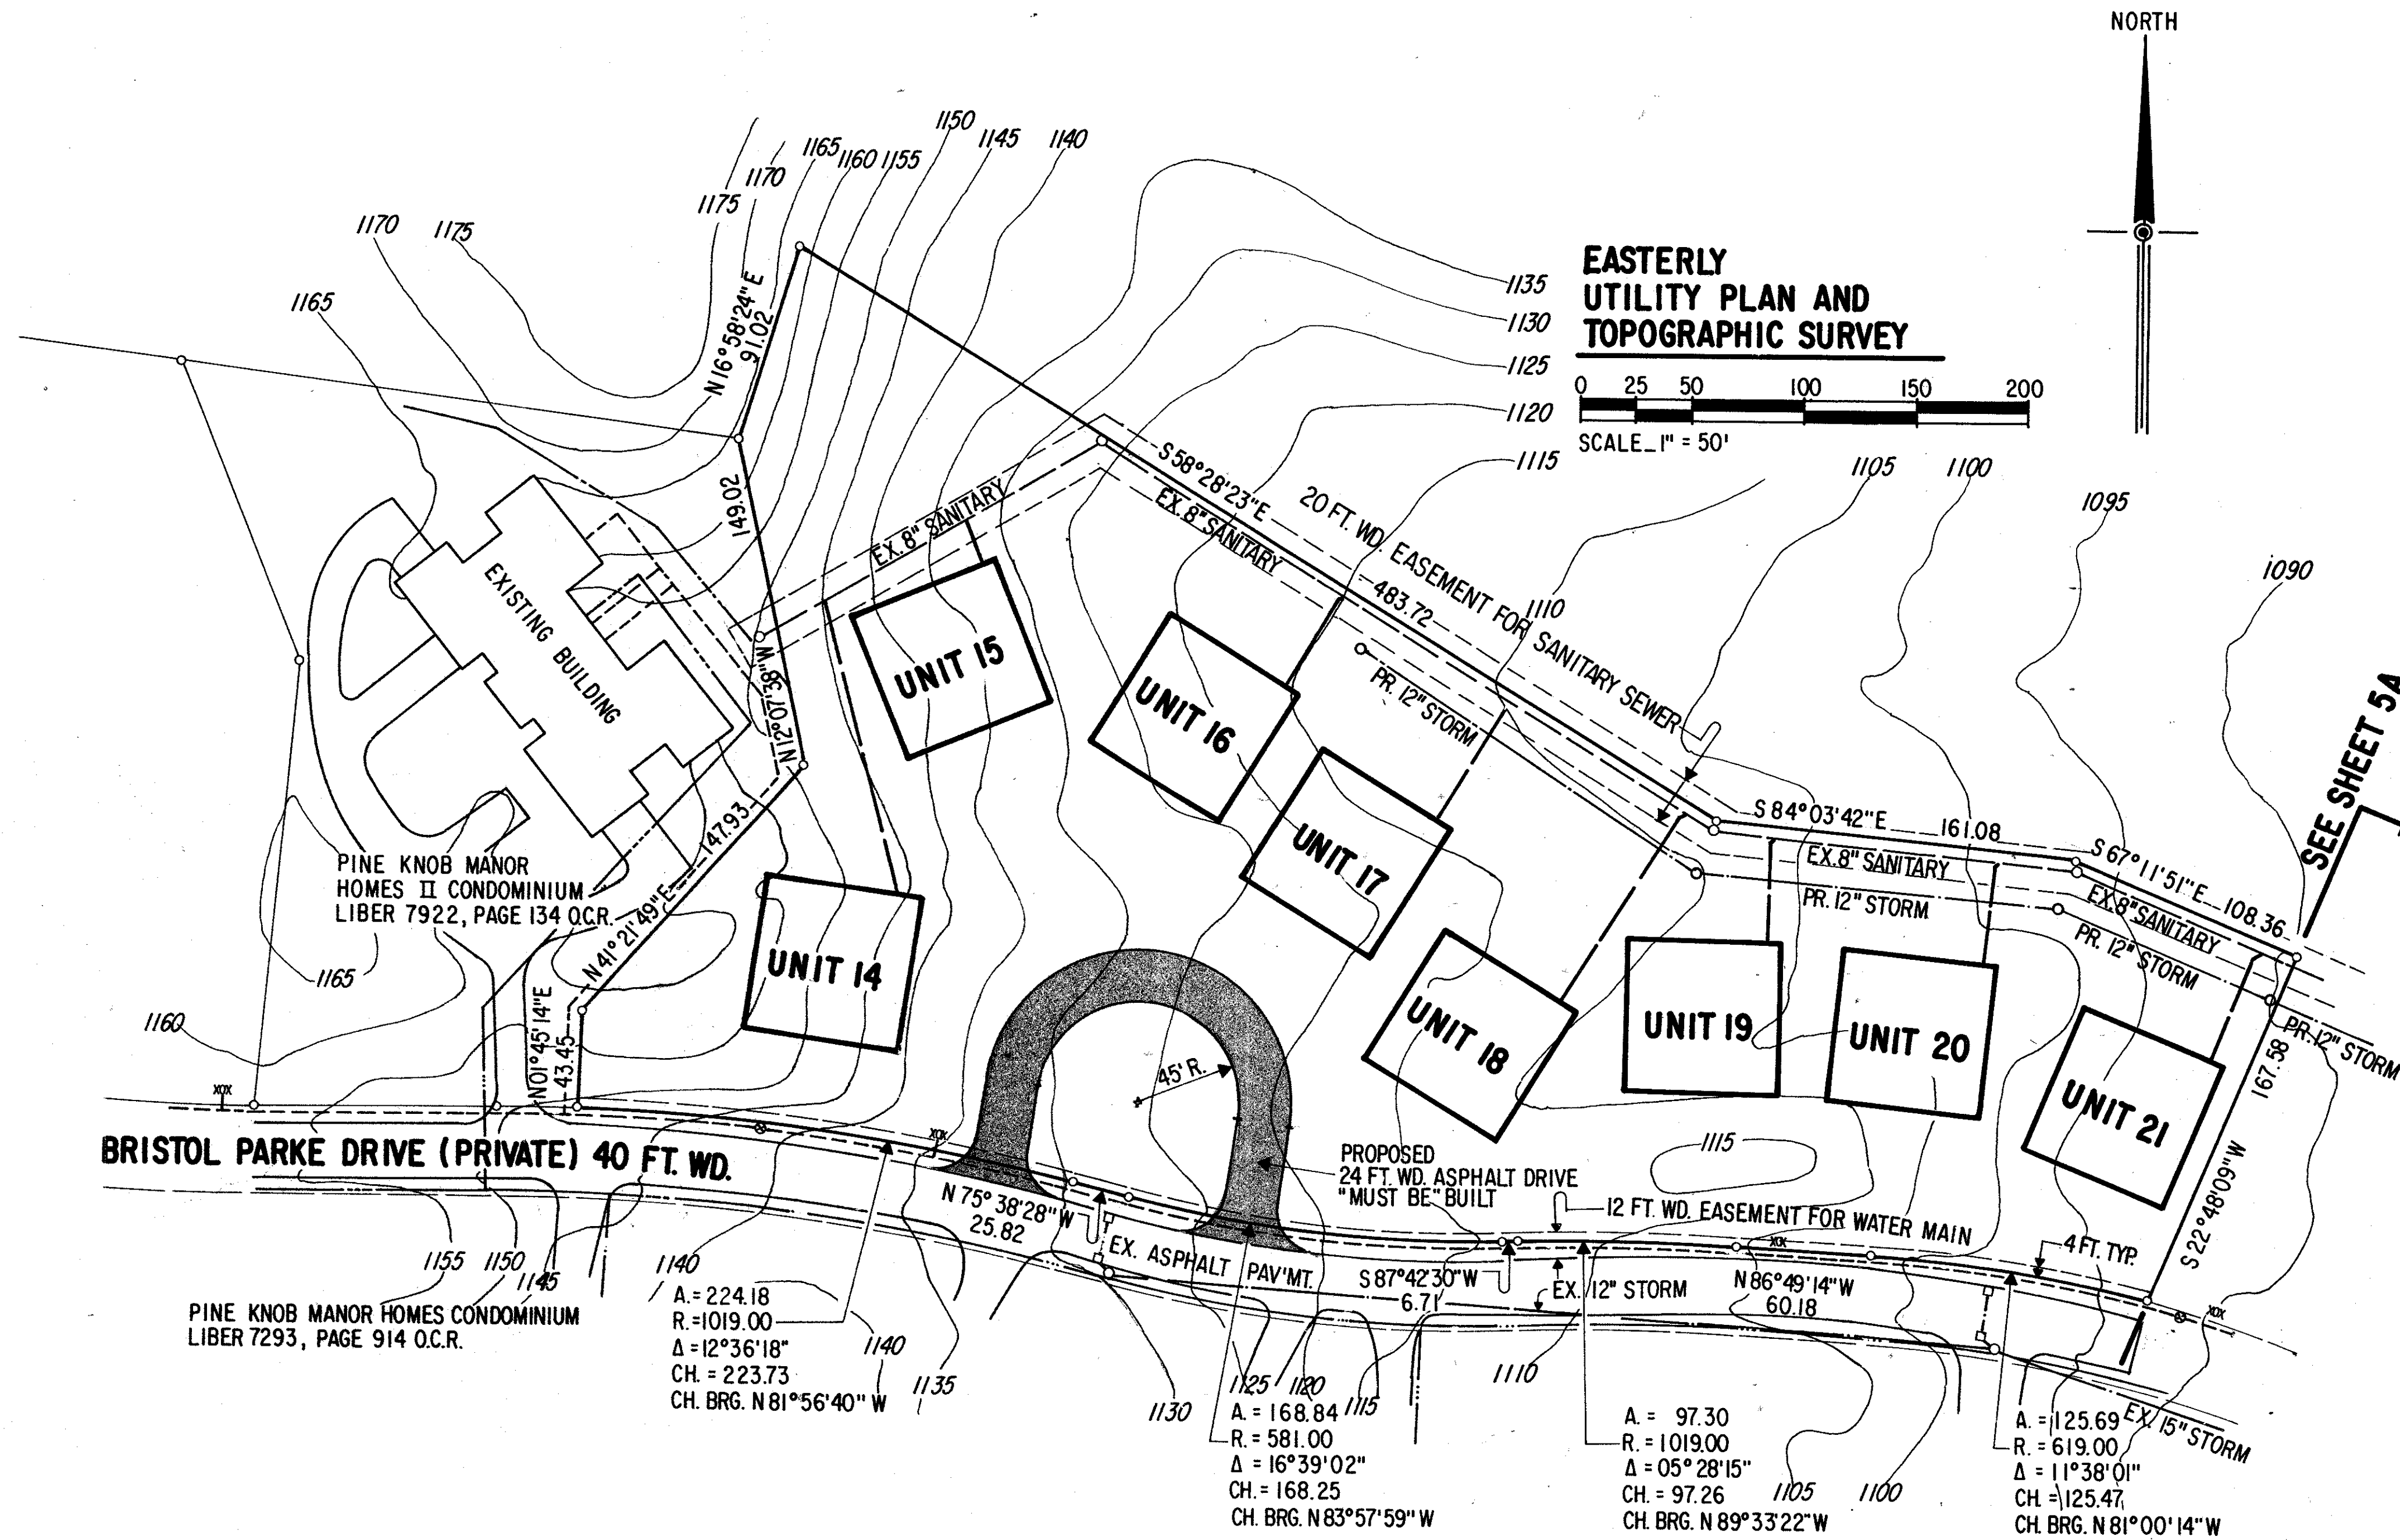 NORTH
1150
1145
1140
1165
1160
1155
1170
1175
1170
1175
1165
N 16°58'24" E
91.02
EASTERLY
UTILITY PLAN AND
TOPOGRAPHIC SURVEY
0 25 50 100 150 200
SCALE_1" = 50'
1135
1130
1125
1120
1115
1105
1100
1095
1090
1110
149.02
N 12°07'38" W
EX. 8" SANITARY
S 58°28'23" E
EX. 8" SANITARY
20 FT. WD. EASEMENT FOR SANITARY SEWER
483.72
PR. 12" STORM
EXISTING BUILDING
UNIT 15
UNIT 16
UNIT 17
S 84°03'42" E 161.08
EX. 8" SANITARY
PR. 12" STORM
S 67°11'51" E 108.36
EX. 8" SANITARY
PR. 12" STORM
PR. 12" STORM
SEE SHEET 5A
147.93
N 41°21'49" E
PINE KNOB MANOR
HOMES II CONDOMINIUM
LIBER 7922, PAGE 134 O.C.R.
1165
1160
UNIT 14
UNIT 18
UNIT 19
UNIT 20
UNIT 21
N 01°45'14" E
43.45
45' R.
167.58
S 22°48'09" W
BRISTOL PARKE DRIVE (PRIVATE) 40 FT. WD.
PROPOSED
24 FT. WD. ASPHALT DRIVE
"MUST BE" BUILT
1115
N 75°38'28" W
25.82
12 FT. WD. EASEMENT FOR WATER MAIN
4 FT. TYP.
EX. ASPHALT PAV'MT.
S 87°42'30" W
6.71
EX. 12" STORM
N 86°49'14" W
60.18
1155
1150
1145
1140
PINE KNOB MANOR HOMES CONDOMINIUM
LIBER 7293, PAGE 914 O.C.R.
A. = 224.18
R. = 1019.00
Δ = 12°36'18"
CH. = 223.73
CH. BRG. N 81°56'40" W
1140
1135
1130
1125
1120
1115
1110
A. = 168.84
R. = 581.00
Δ = 16°39'02"
CH. = 168.25
CH. BRG. N 83°57'59" W
A. = 97.30
R. = 1019.00
Δ = 05°28'15"
CH. = 97.26
CH. BRG. N 89°33'22" W
1105
1100
A. = 125.69
R. = 619.00
Δ = 11°38'01"
CH. = 125.47
CH. BRG. N 81°00'14" W
EX. 15" STORM